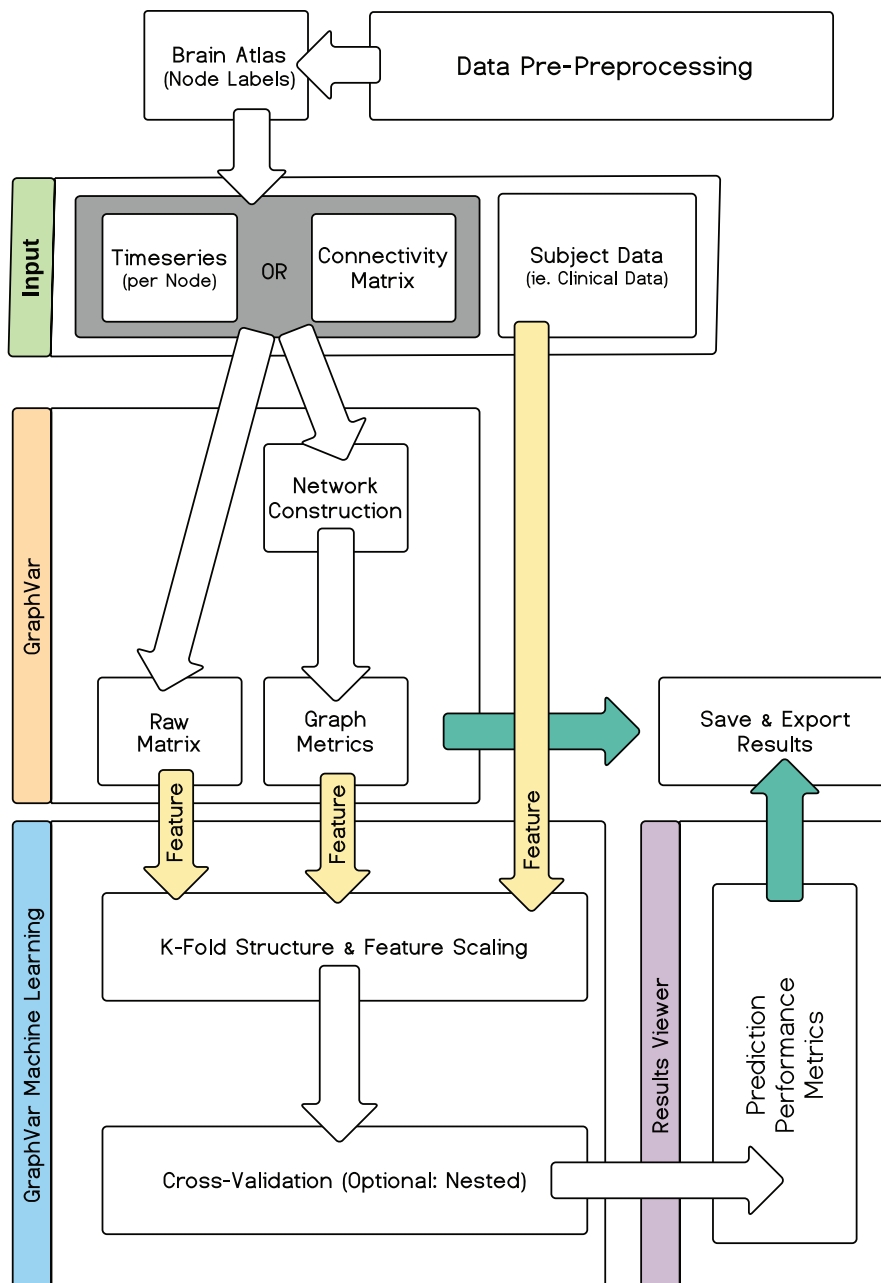 Brain Atlas
(Node Labels)
Data Pre-Preprocessing
Input
Timeseries
(per Node)
OR
Connectivity
Matrix
Subject Data
(ie. Clinical Data)
GraphVar
Network
Construction
Raw
Matrix
Graph
Metrics
Save & Export
Results
Feature
Feature
Feature
GraphVar Machine Learning
K-Fold Structure & Feature Scaling
Cross-Validation (Optional: Nested)
Results Viewer
Prediction
Performance
Metrics